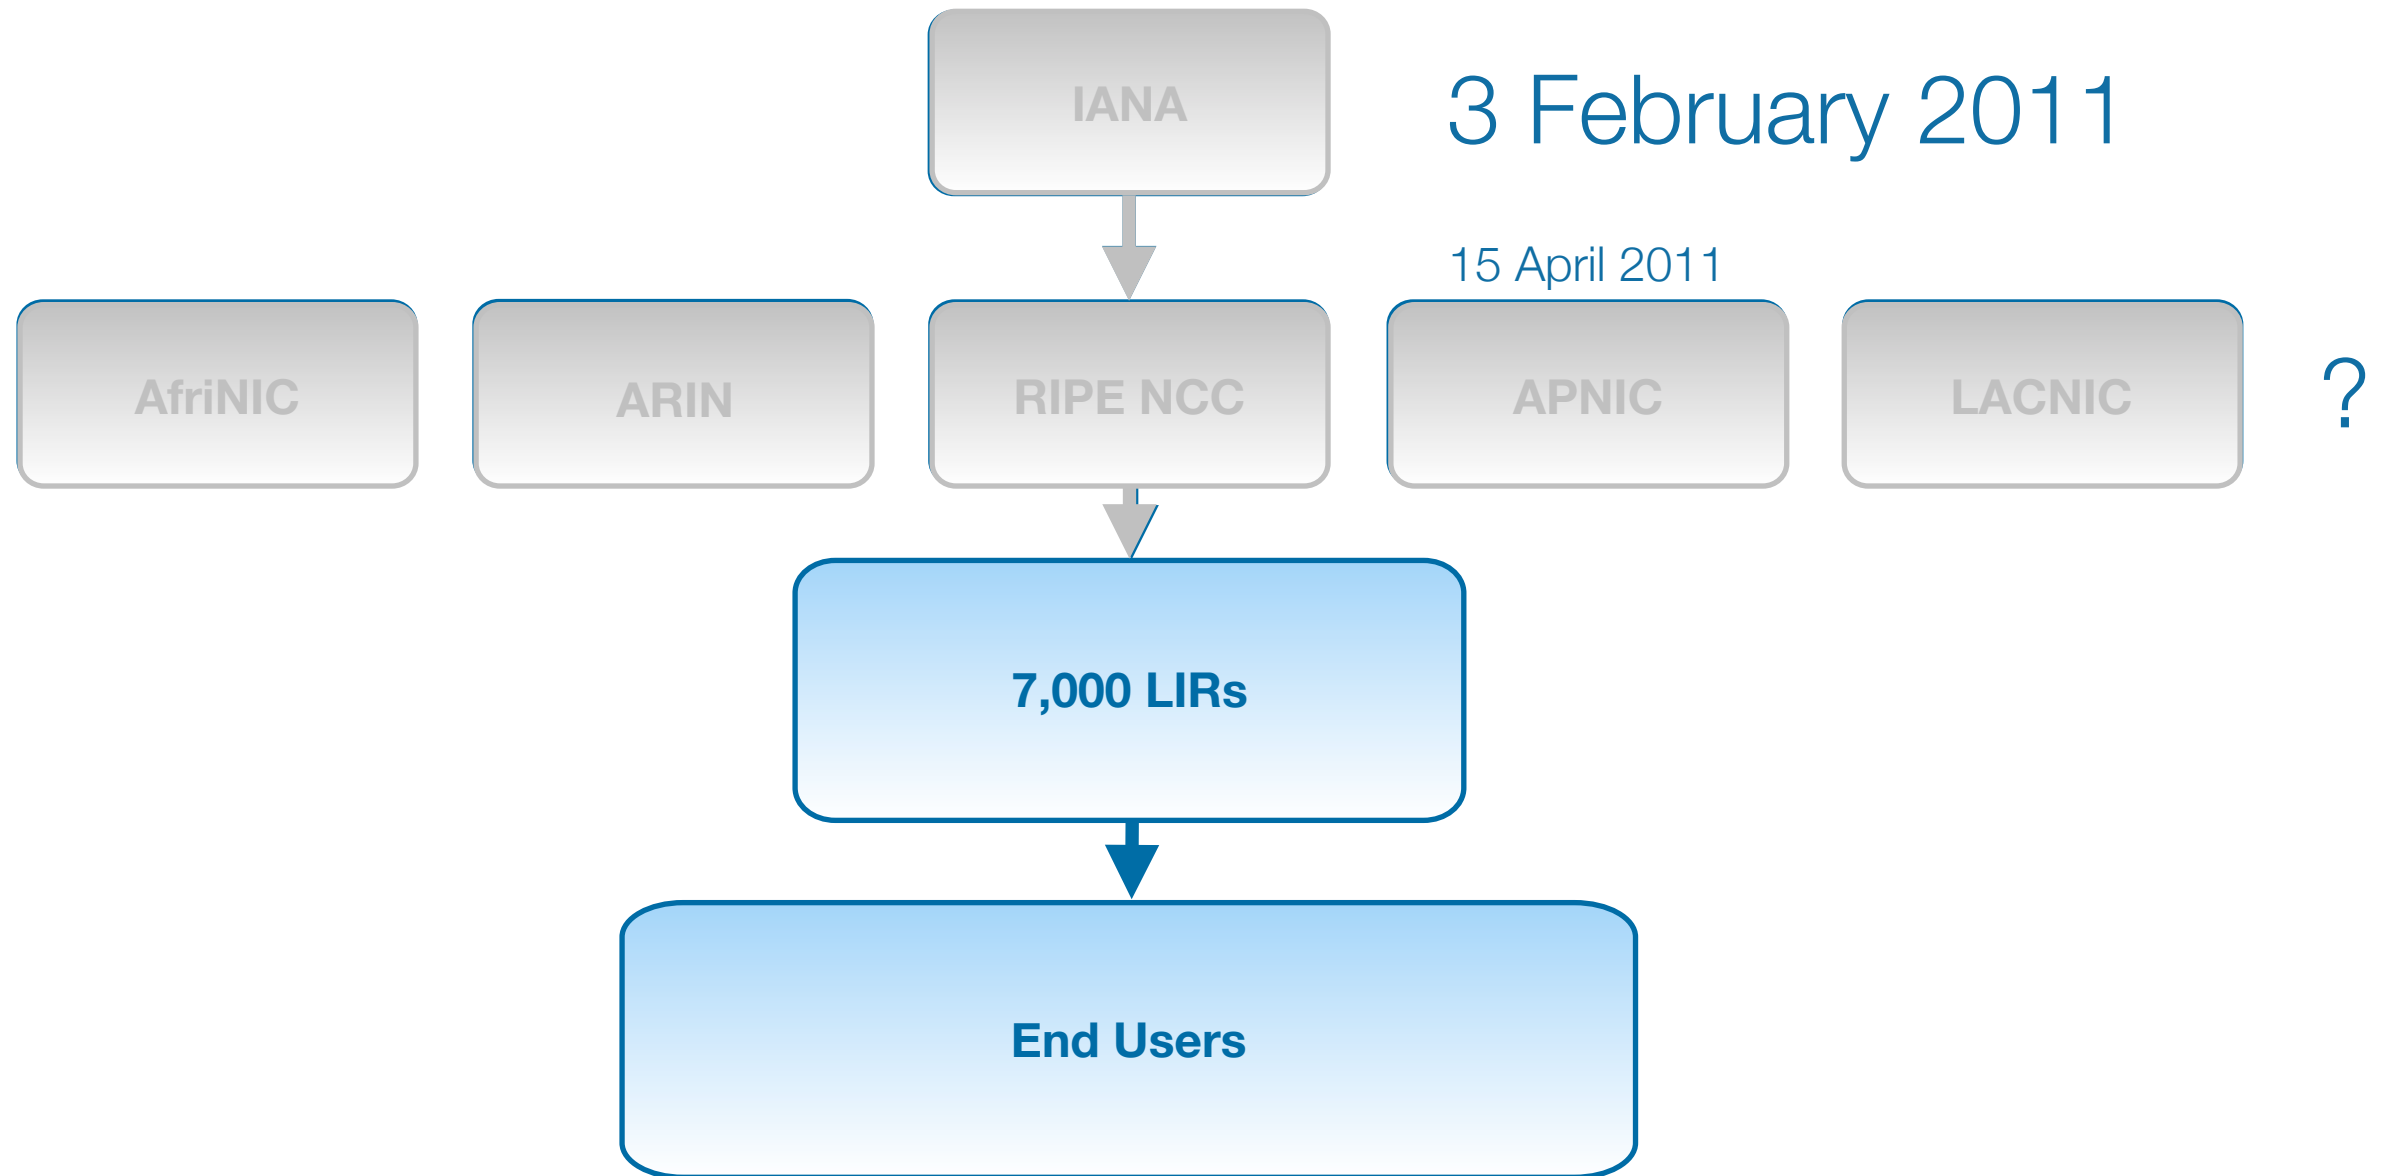 IANA
3 February 2011
15 April 2011
AfriNIC
ARIN
RIPE NCC
APNIC
LACNIC
?
7,000 LIRs
End Users